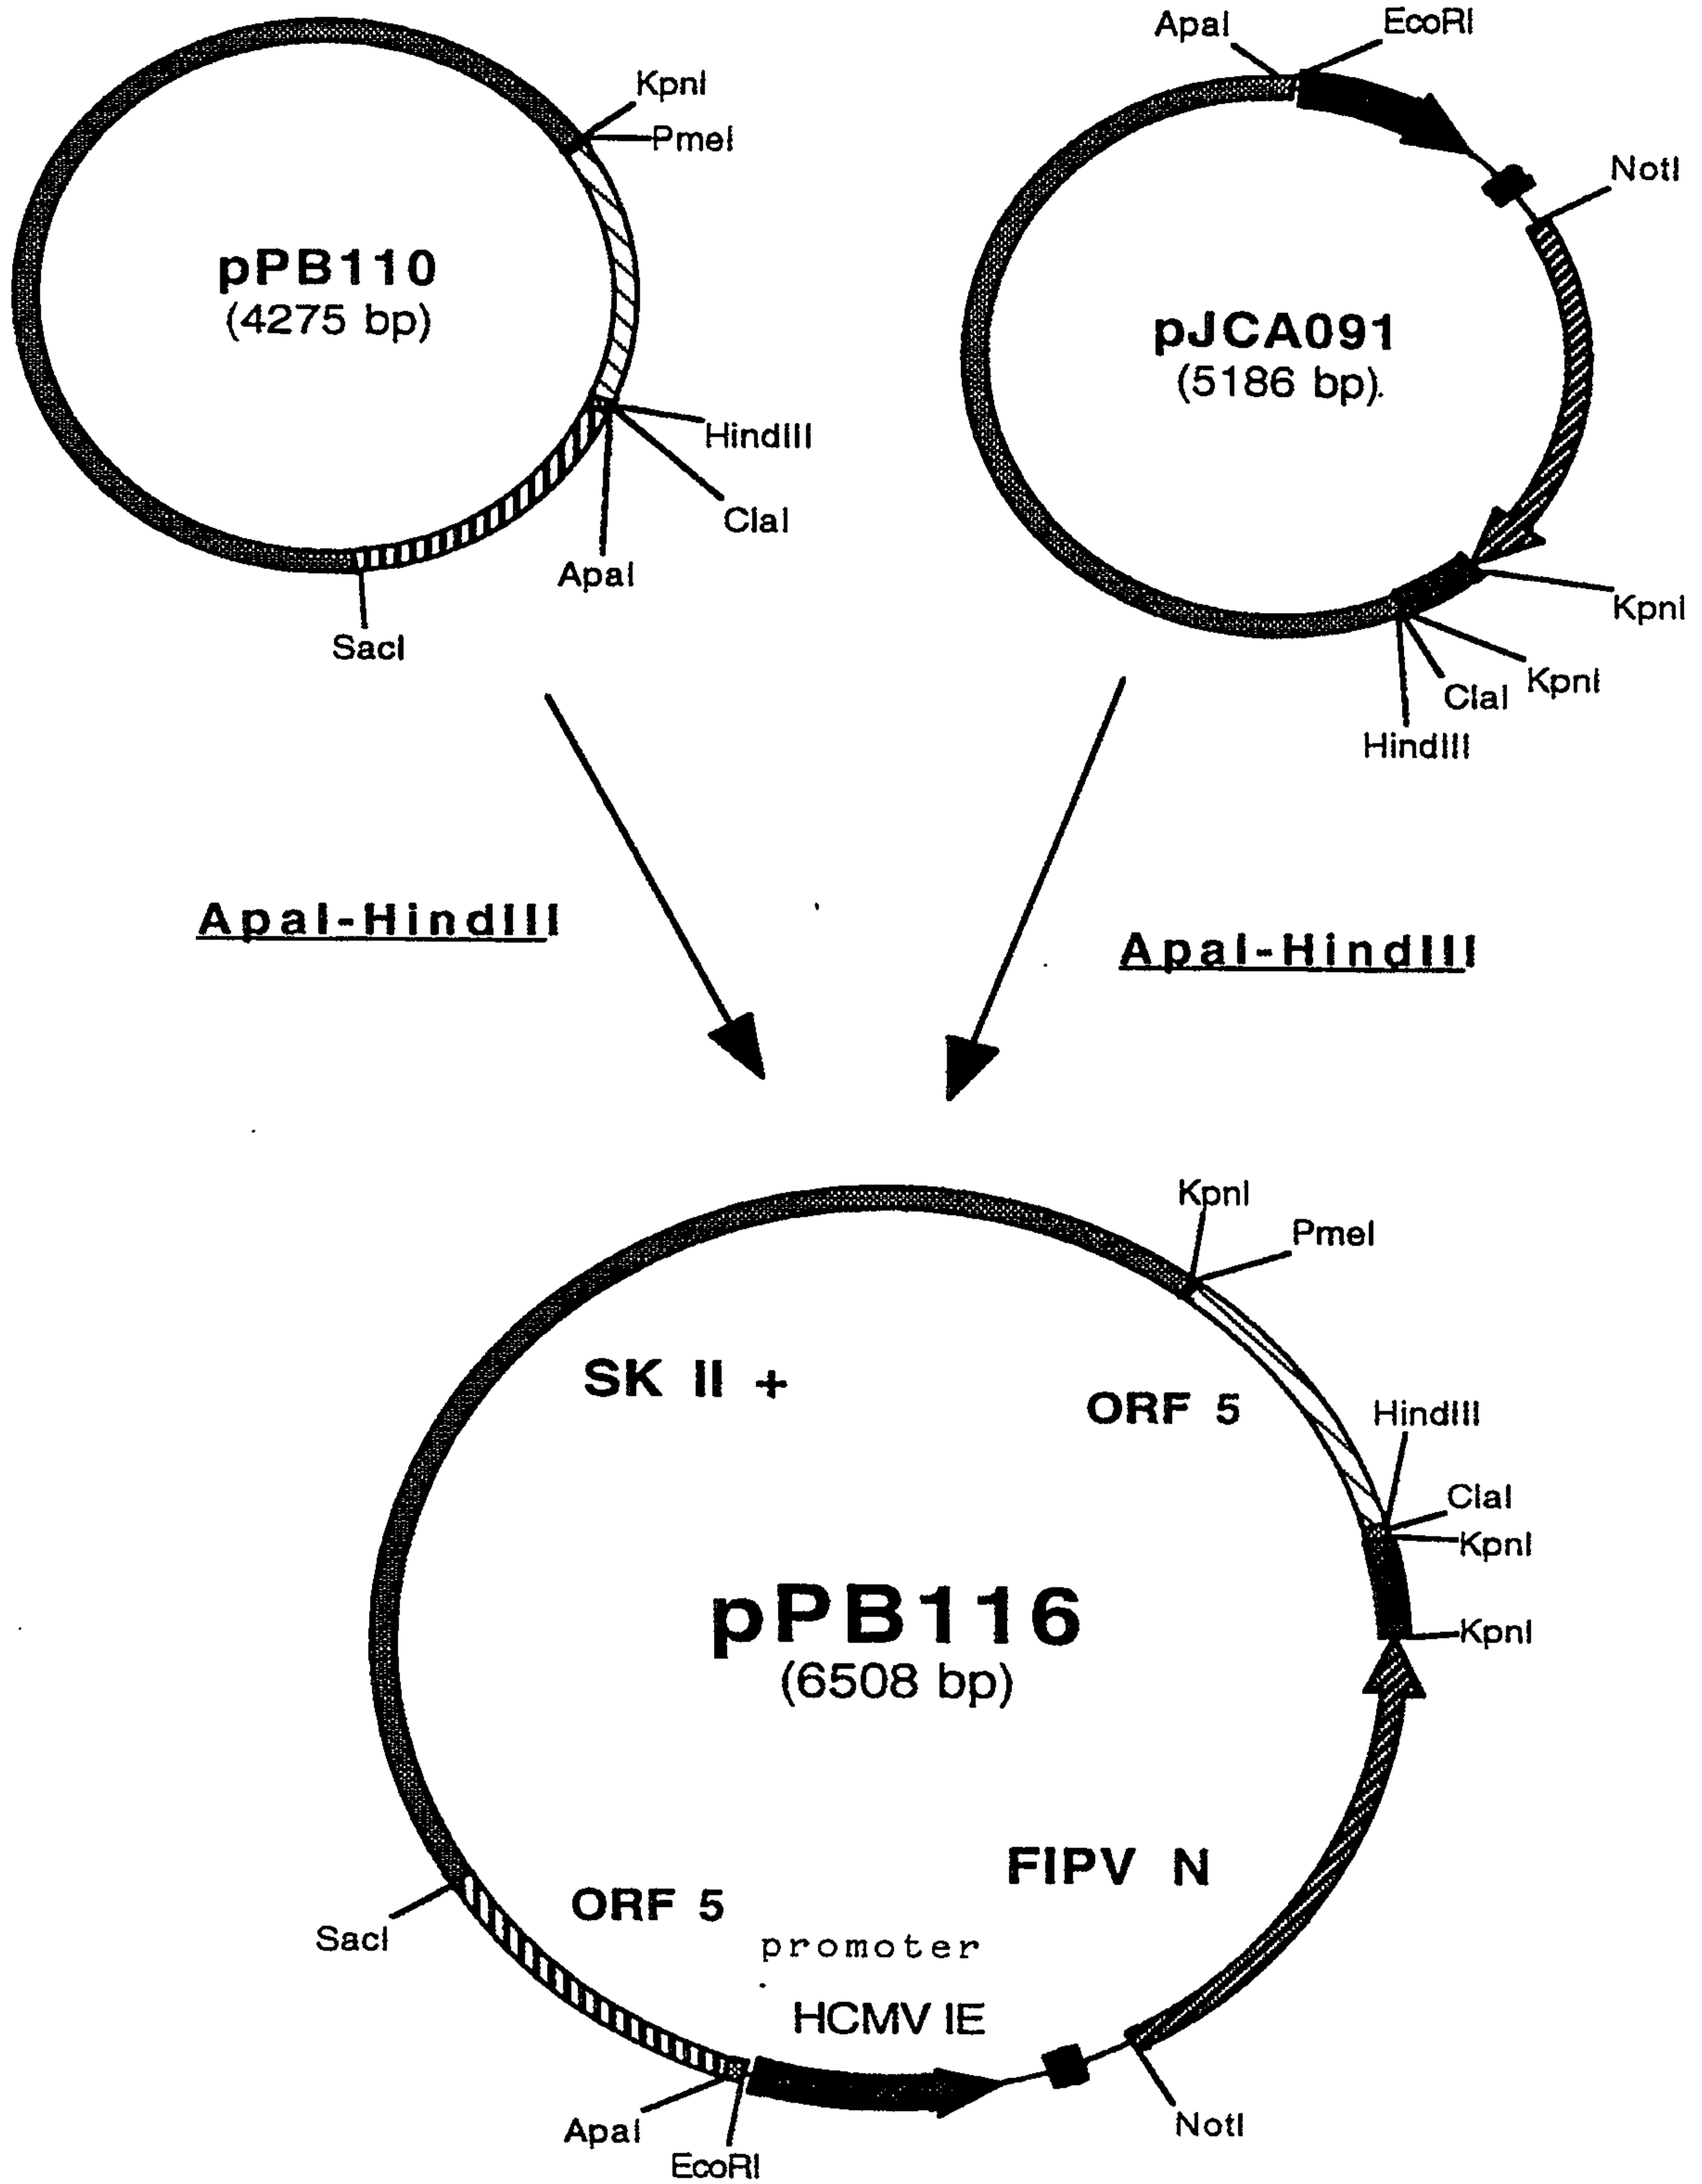 KpnI
PmeI
pPB110
(4275 bp)
HindIII
ClaI
ApaI
SacI
ApaI
EcoRI
NotI
pJCA091
(5186 bp).
KpnI
KpnI
ClaI
HindIII
ApaI-HindIII
ApaI-HindIII
KpnI
PmeI
SK II +
ORF 5
HindIII
ClaI
KpnI
pPB116
(6508 bp)
KpnI
FIPV N
ORF 5
SacI
promoter
HCMV IE
ApaI
EcoRI
NotI